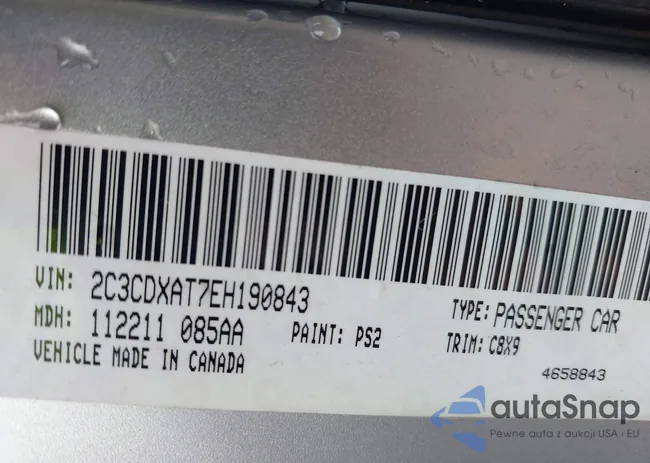 VIN: 2C3CDXAT7EH190843 TYPE: PASSENGER CAR
MDH: 112211 085AA PAINT: PS2 TRIM: C8X9
VEHICLE MADE IN CANADA 4658843
autaSnap
Pewne auta z aukcji USA i EU